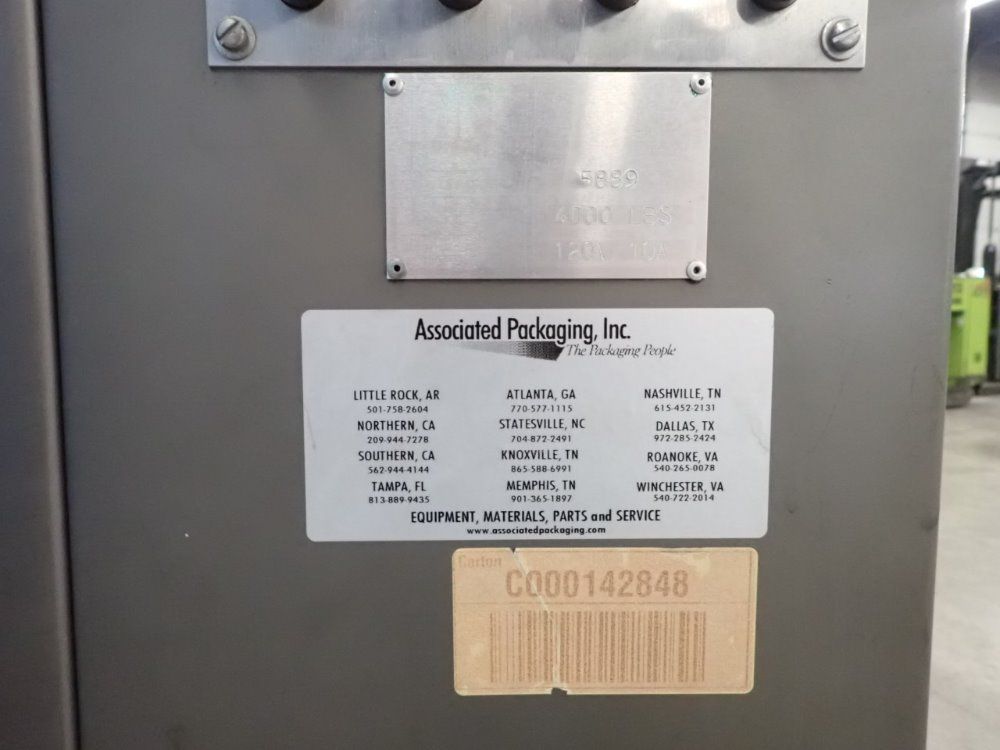 5889
4000 LBS
120V 10A
Associated Packaging, Inc.
The Packaging People
LITTLE ROCK, AR
501-758-2604
NORTHERN, CA
209-944-7278
SOUTHERN, CA
562-944-4144
TAMPA, FL
813-889-9435
ATLANTA, GA
770-577-1115
STATESVILLE, NC
704-872-2491
KNOXVILLE, TN
865-588-6991
MEMPHIS, TN
901-365-1897
NASHVILLE, TN
615-452-2131
DALLAS, TX
972-285-2424
ROANOKE, VA
540-265-0078
WINCHESTER, VA
540-722-2014
EQUIPMENT, MATERIALS, PARTS and SERVICE
www.associatedpackaging.com
Carton
C000142848